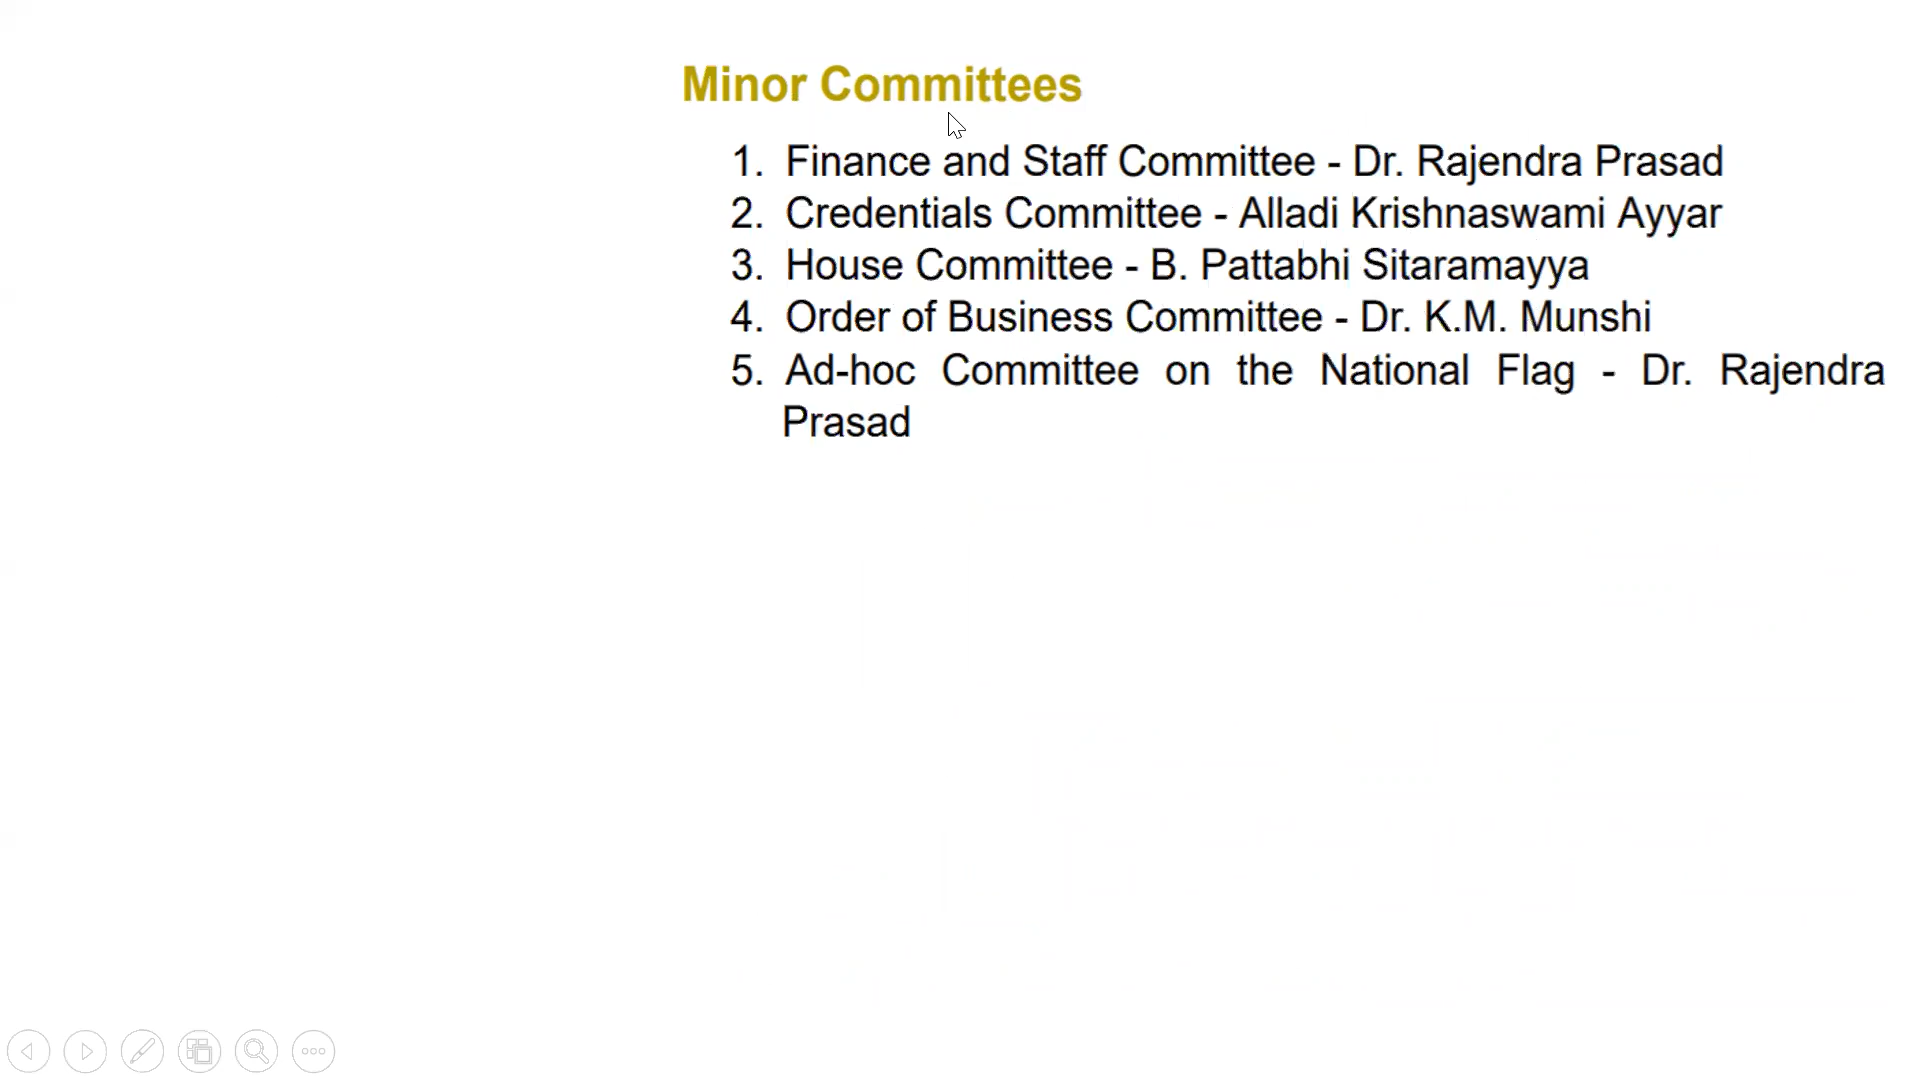 Minor Committees
1. Finance and Staff Committee - Dr. Rajendra Prasad
2. Credentials Committee - Alladi Krishnaswami Ayyar
3. House Committee - B. Pattabhi Sitaramayya
4. Order of Business Committee - Dr. K.M. Munshi
5. Ad-hoc Committee on the National Flag - Dr. Rajendra
Prasad